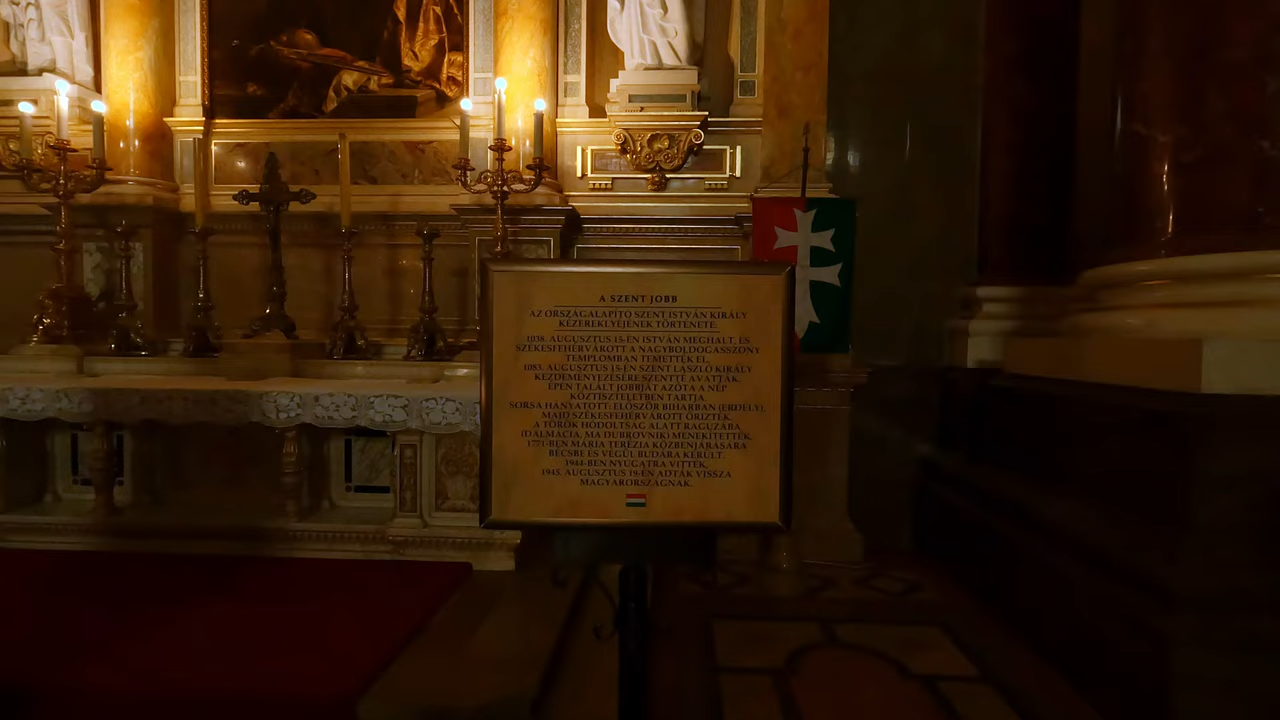 A SZENT JOBB
AZ ORSZÁGALAPÍTÓ SZENT ISTVÁN KIRÁLY
KÉZEREKLYÉJÉNEK TÖRTÉNETE:
1038. AUGUSZTUS 15-ÉN ISTVÁN MEGHALT, ÉS
SZÉKESFEHÉRVÁROTT A NAGYBOLDOGASSZONY
TEMPLOMBAN TEMETTÉK EL.
1083. AUGUSZTUS 15-ÉN SZENT LÁSZLÓ KIRÁLY
KEZDEMÉNYEZÉSÉRE SZENTTÉ AVATTÁK.
ÉPEN TALÁLT JOBBJÁT AZÓTA A NÉP
KÖZTISZTELETBEN TARTJA.
SORSA HÁNYATOTT: ELŐSZÖR BIHARBAN (ERDÉLY),
MAJD SZÉKESFEHÉRVÁROTT ŐRIZTÉK,
A TÖRÖK HÓDOLTSÁG ALATT RAGUZÁBA
(DALMÁCIA, MA DUBROVNIK) MENEKÍTETTÉK,
1771-BEN MÁRIA TERÉZIA KÖZBENJÁRÁSÁRA
BÉCSBE ÉS VÉGÜL BUDÁRA KERÜLT.
1944-BEN NYUGATRA VITTÉK,
1945. AUGUSZTUS 19-ÉN ADTÁK VISSZA
MAGYARORSZÁGNAK.